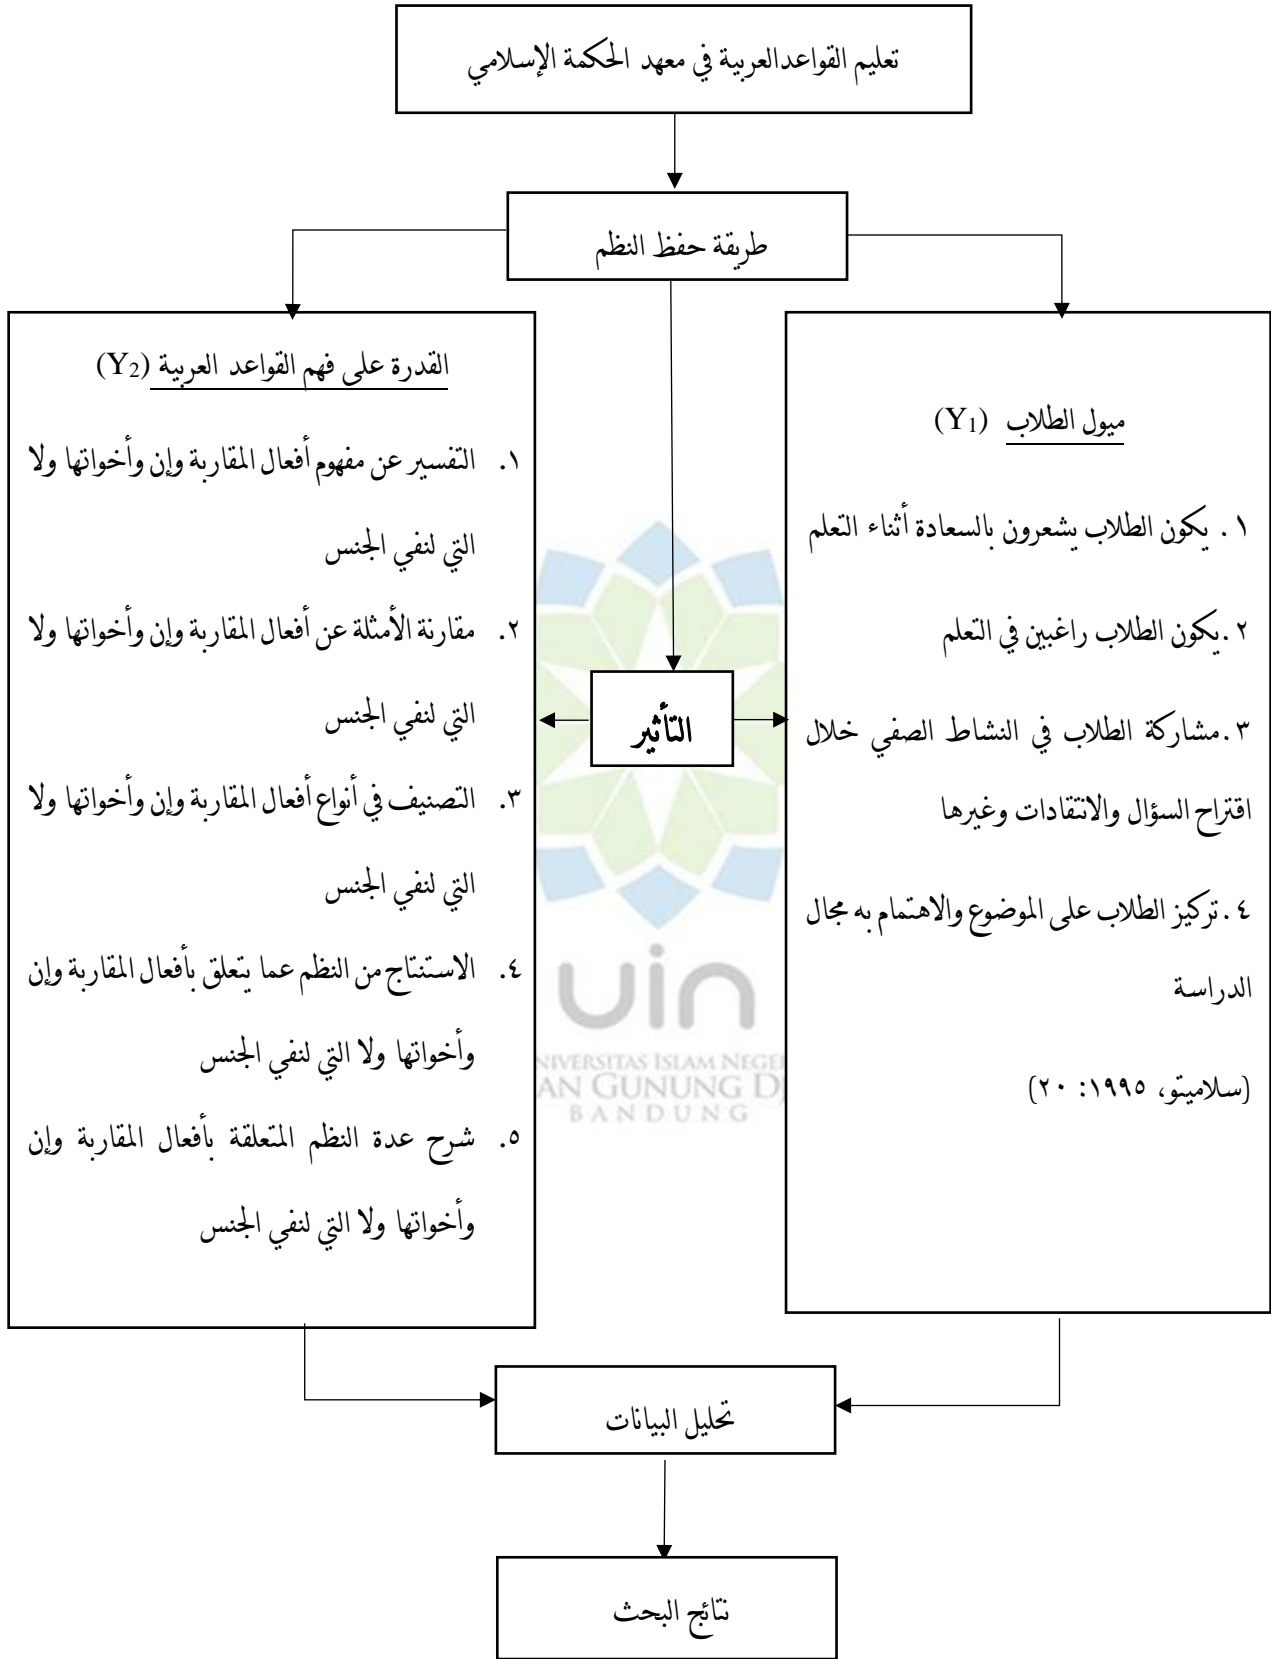 تعليم القواعدالعربية في معهد الحكمة الإسلامي
طريقة حفظ النظم
ميول الطلاب (Y1)
١. يكون الطلاب يشعرون بالسعادة أثناء التعلم
٢.يكون الطلاب راغبين في التعلم
٣.مشاركة الطلاب في النشاط الصفي خلال
اقتراح السؤال والانتقادات وغيرها
٤.تركيز الطلاب على الموضوع والاهتمام به مجال
الدراسة
(سلاميتو، ١٩٩٥: ٢٠)
التأثير
القدرة على فهم القواعد العربية (Y2)
١. التفسير عن مفهوم أفعال المقاربة وإن وأخواتها ولا
التي لنفي الجنس
٢. مقارنة الأمثلة عن أفعال المقاربة وإن وأخواتها ولا
التي لنفي الجنس
٣. التصنيف في أنواع أفعال المقاربة وإن وأخواتها ولا
التي لنفي الجنس
٤. الاستنتاج من النظم عما يتعلق بأفعال المقاربة وإن
وأخواتها ولا التي لنفي الجنس
٥. شرح عدة النظم المتعلقة بأفعال المقاربة وإن
وأخواتها ولا التي لنفي الجنس
uin
ISLAM
GUNUNG
BANDUNG
تحليل البيانات
نتائج البحث